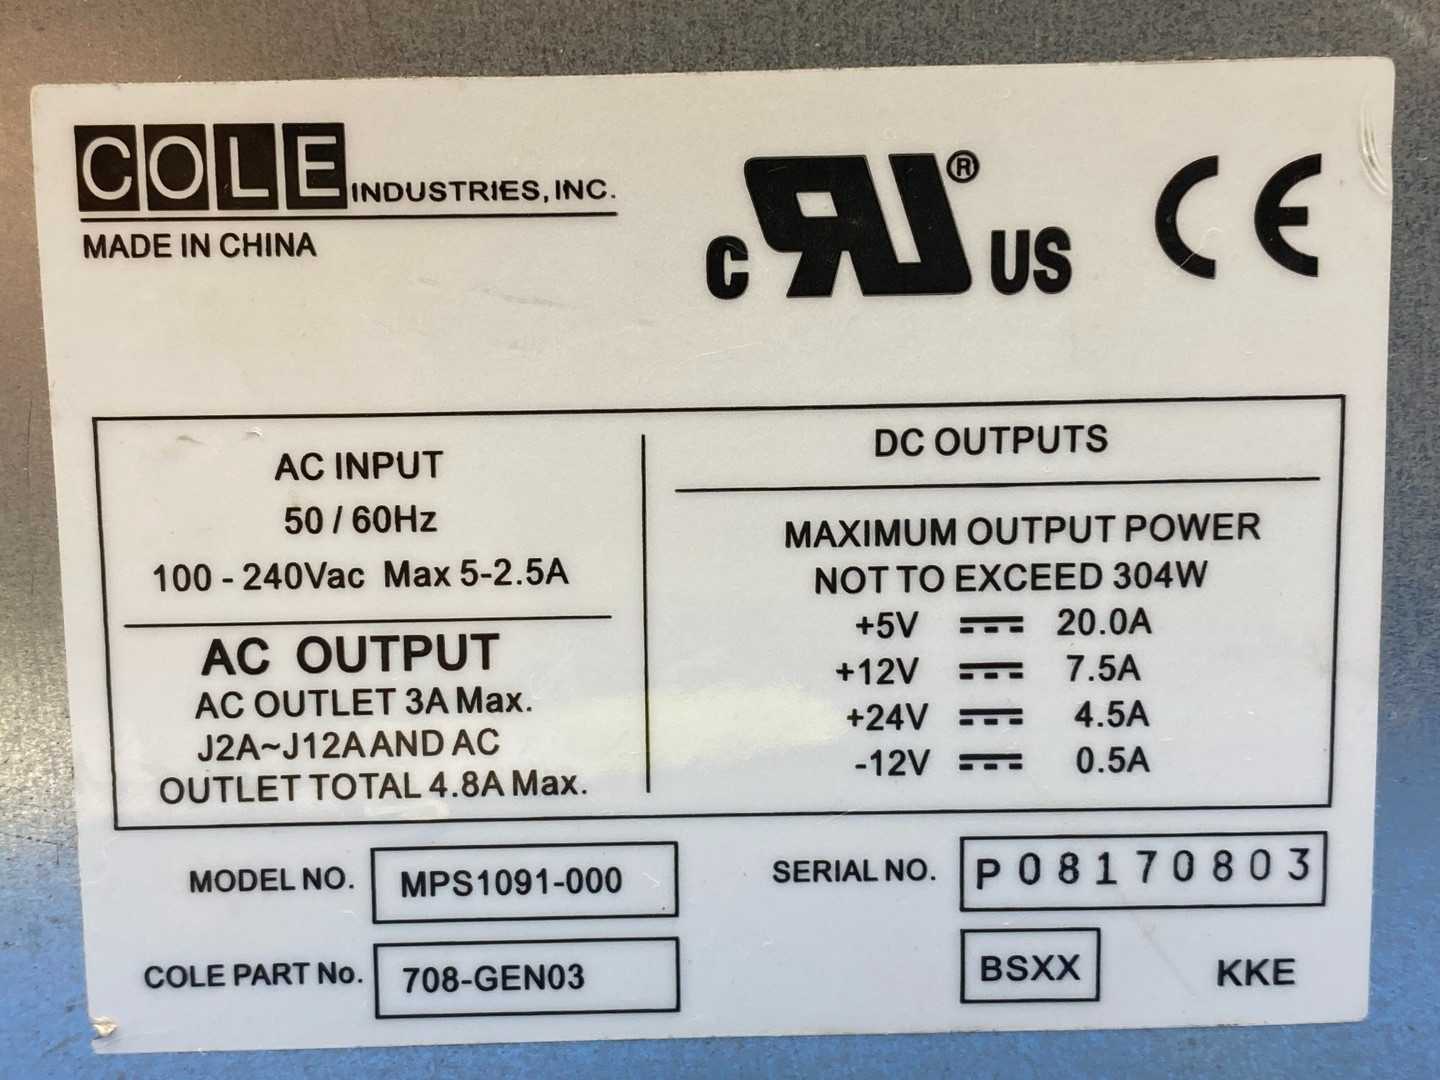 COLE INDUSTRIES, INC.
MADE IN CHINA
c RU ® US CE
AC INPUT
50 / 60Hz
100 - 240Vac Max 5-2.5A
AC OUTPUT
AC OUTLET 3A Max.
J2A~J12A AND AC
OUTLET TOTAL 4.8A Max.
DC OUTPUTS
MAXIMUM OUTPUT POWER
NOT TO EXCEED 304W
+5V ⎓ 20.0A
+12V ⎓ 7.5A
+24V ⎓ 4.5A
-12V ⎓ 0.5A
MODEL NO. MPS1091-000
SERIAL NO. P08170803
COLE PART No. 708-GEN03
BSXX KKE